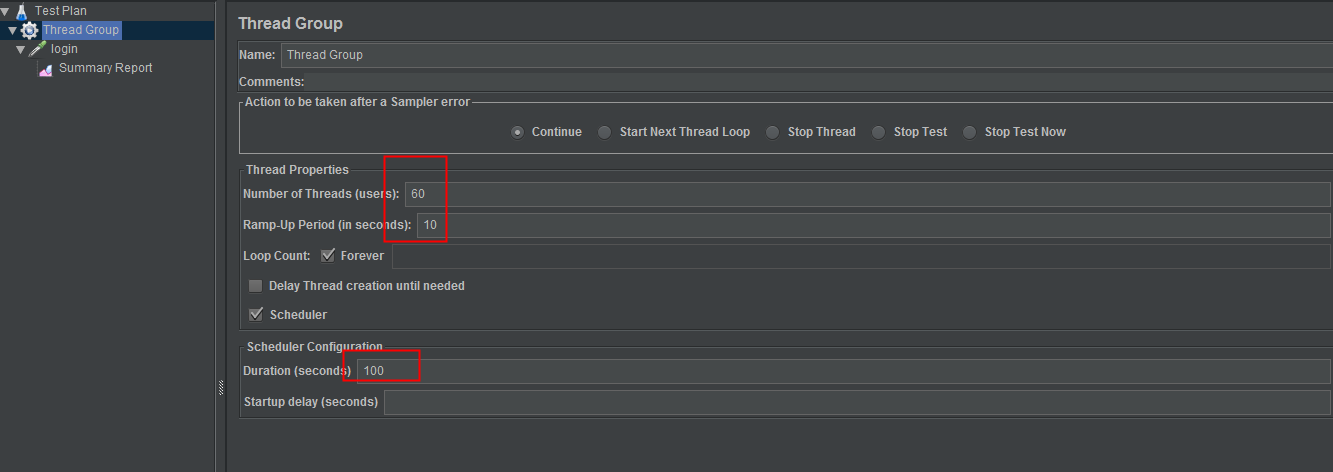 Test Plan
Thread Group
login
Summary Report
Thread Group
Name: Thread Group
Comments:
Action to be taken after a Sampler error
Continue Start Next Thread Loop Stop Thread Stop Test Stop Test Now
Thread Properties
Number of Threads (users): 60
Ramp-Up Period (in seconds): 10
Loop Count: Forever
Delay Thread creation until needed
Scheduler
Scheduler Configuration
Duration (seconds) 100
Startup delay (seconds)